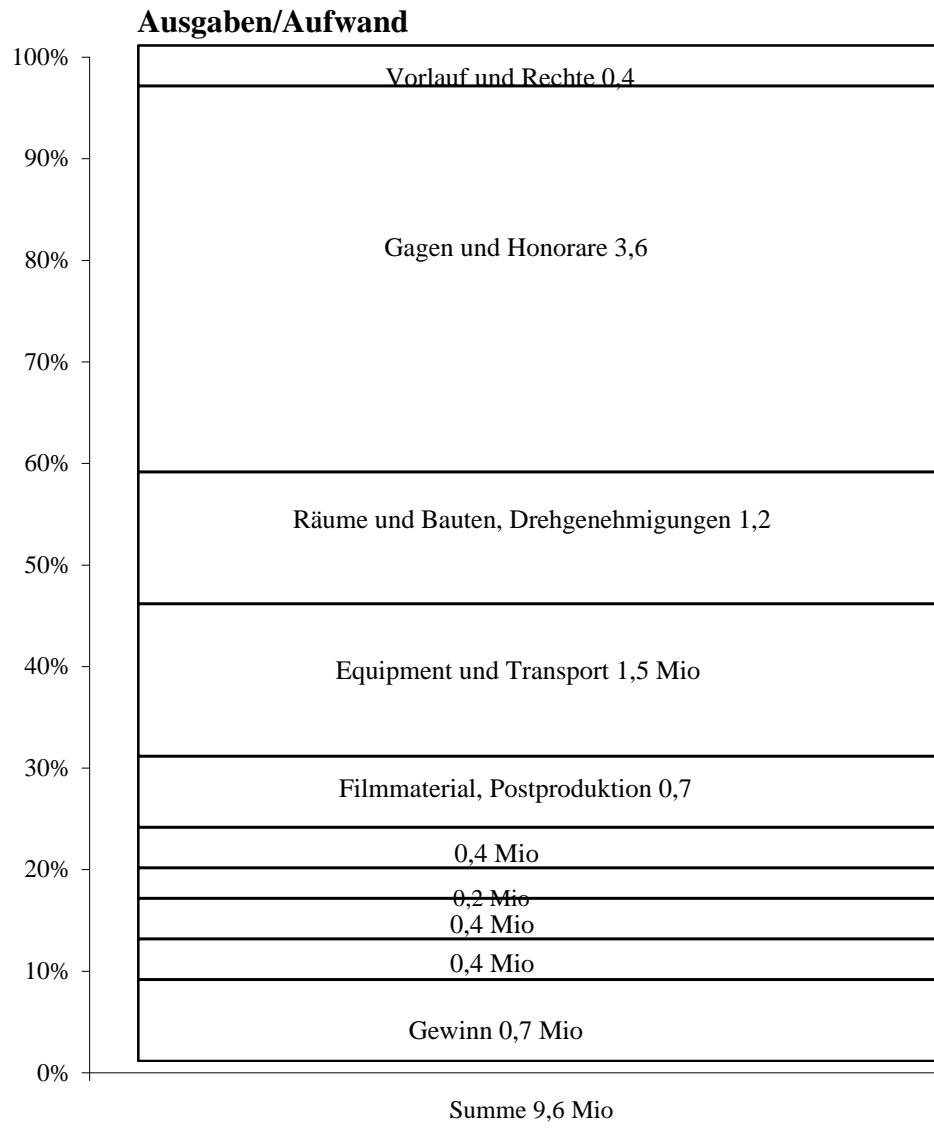 Ausgaben/Aufwand
100%
Vorlauf und Rechte 0,4
90%
Gagen und Honorare 3,6
80%
70%
60%
Räume und Bauten, Drehgenehmigungen 1,2
50%
40%
Equipment und Transport 1,5 Mio
30%
Filmmaterial, Postproduktion 0,7
0,4 Mio
20%
0,2 Mio
0,4 Mio
0,4 Mio
10%
Gewinn 0,7 Mio
0%
Summe 9,6 Mio